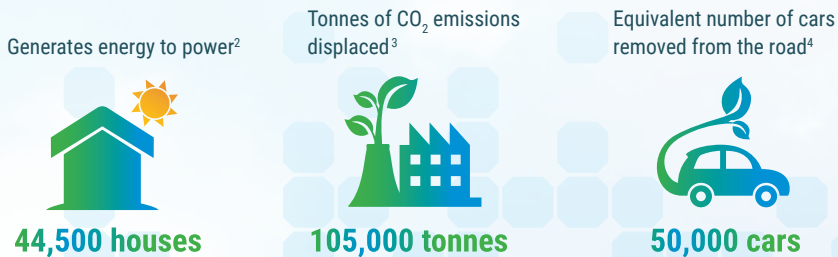 Generates energy to power²
44,500 houses
Tonnes of CO₂ emissions
displaced³
105,000 tonnes
Equivalent number of cars
removed from the road⁴
50,000 cars